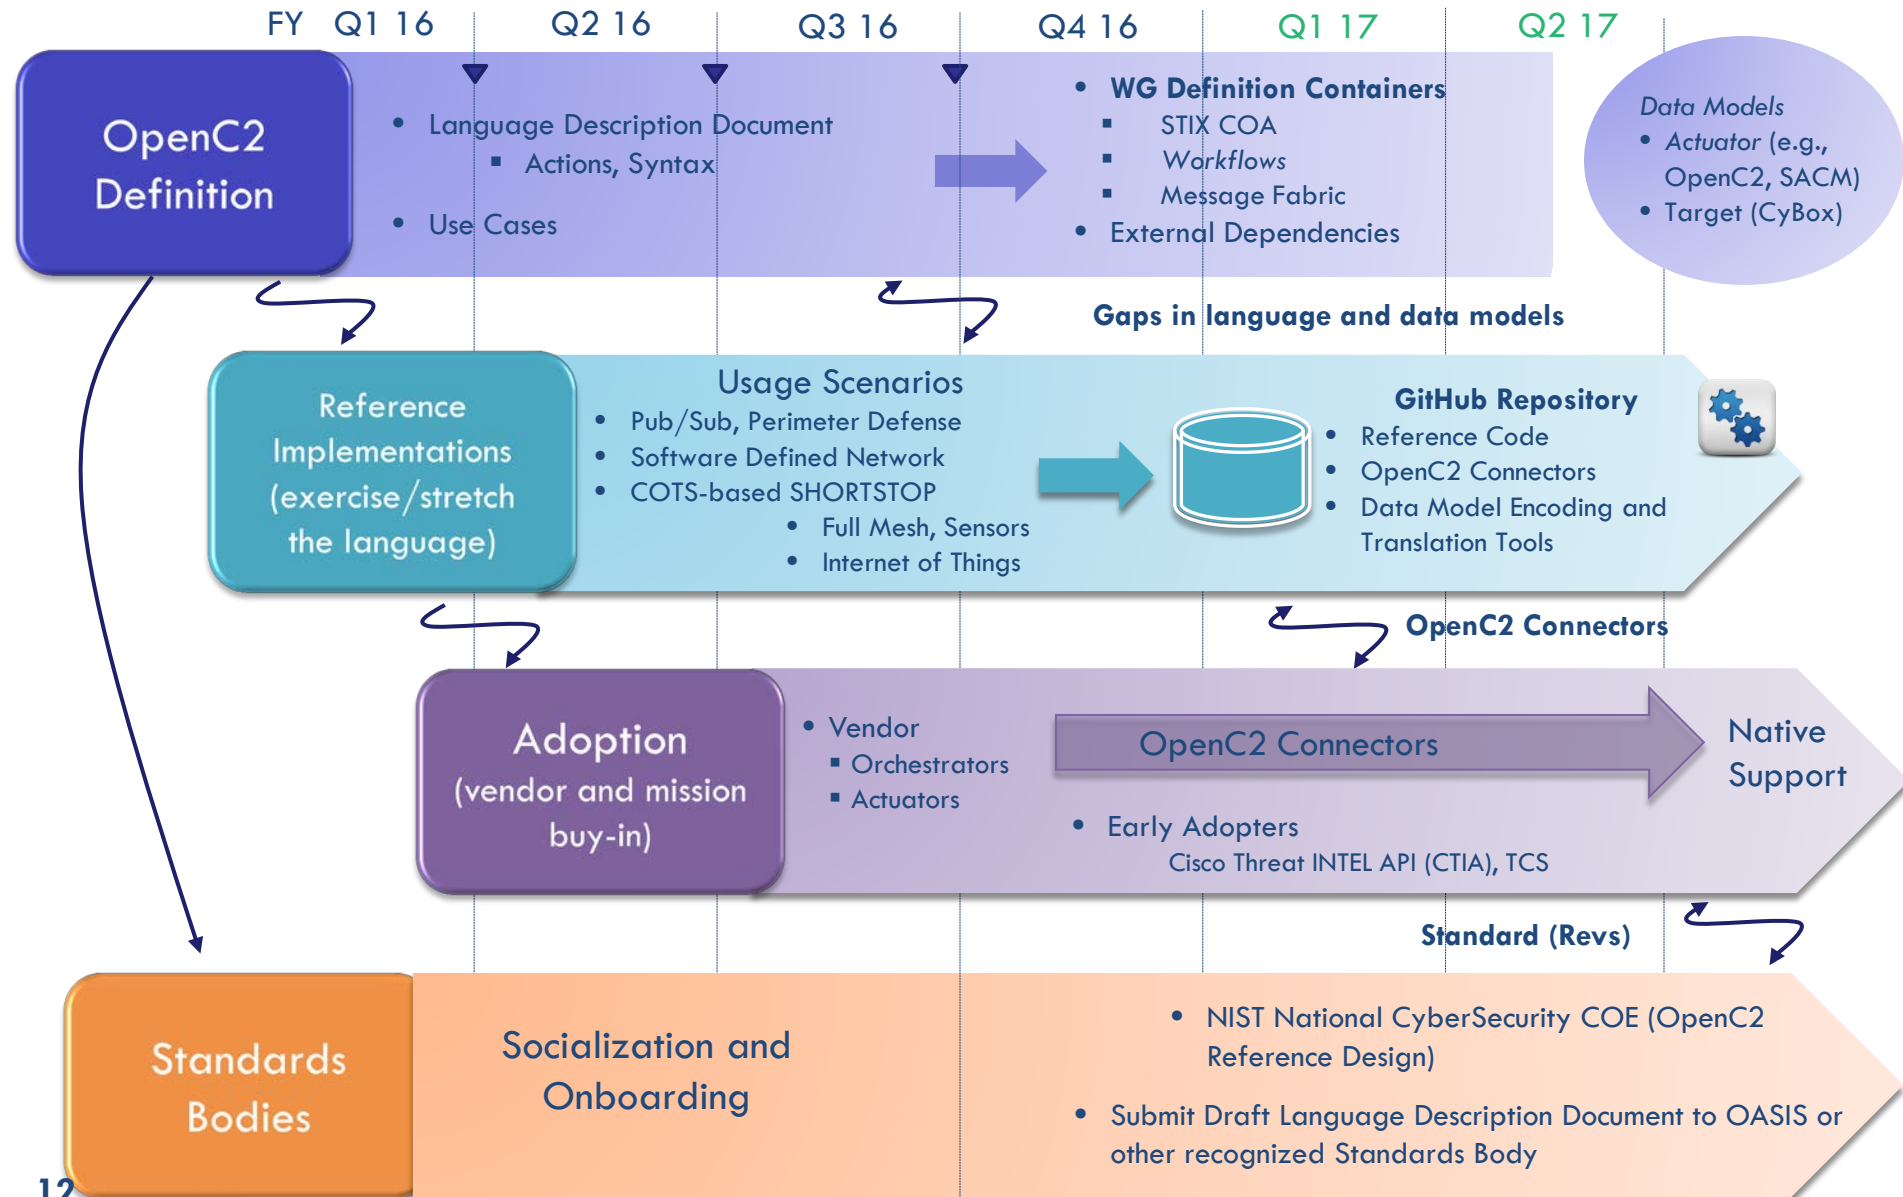 FY Q1 16 Q2 16 Q3 16 Q4 16 Q1 17 Q2 17
OpenC2
Definition
• Language Description Document
▪ Actions, Syntax
• Use Cases
• WG Definition Containers
▪ STIX COA
▪ Workflows
▪ Message Fabric
• External Dependencies
Data Models
• Actuator (e.g.,
OpenC2, SACM)
• Target (CyBox)
Gaps in language and data models
Reference
Implementations
(exercise/stretch
the language)
Usage Scenarios
• Pub/Sub, Perimeter Defense
• Software Defined Network
• COTS-based SHORTSTOP
• Full Mesh, Sensors
• Internet of Things
GitHub Repository
• Reference Code
• OpenC2 Connectors
• Data Model Encoding and
Translation Tools
OpenC2 Connectors
Adoption
(vendor and mission
buy-in)
• Vendor
▪ Orchestrators
▪ Actuators
OpenC2 Connectors
Native
Support
• Early Adopters
Cisco Threat INTEL API (CTIA), TCS
Standard (Revs)
Standards
Bodies
Socialization and
Onboarding
• NIST National CyberSecurity COE (OpenC2
Reference Design)
• Submit Draft Language Description Document to OASIS or
other recognized Standards Body
12